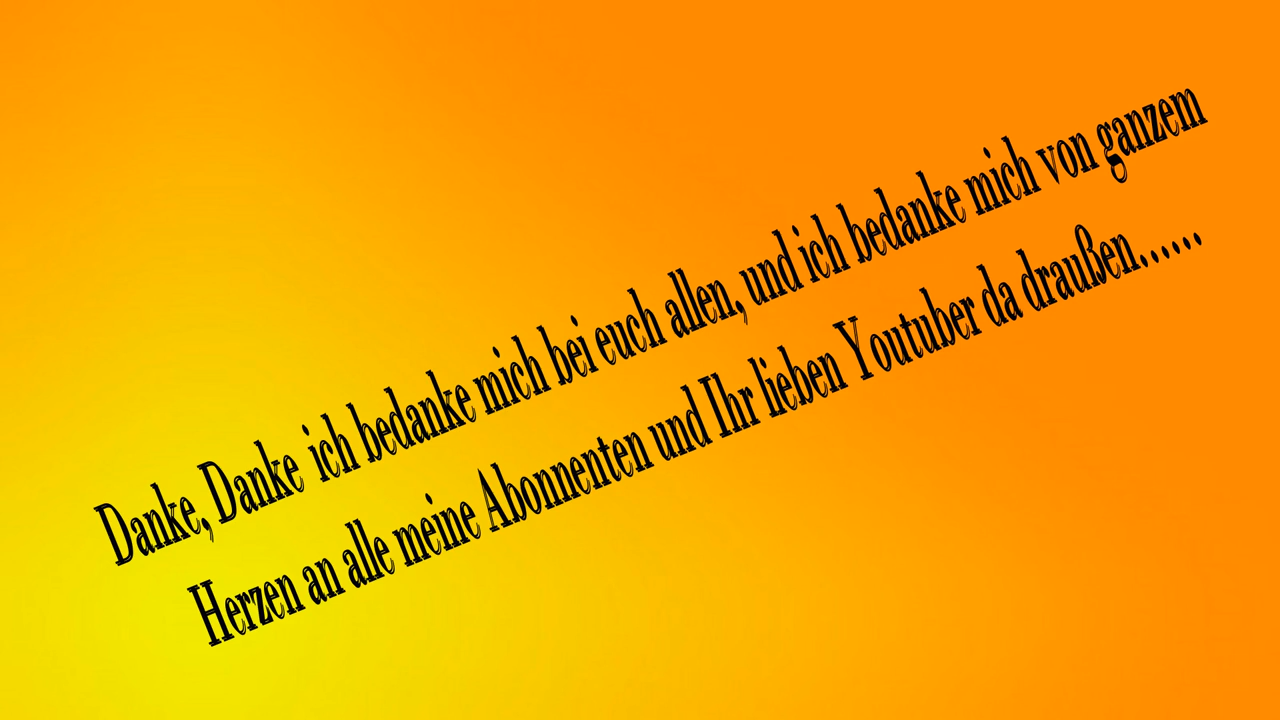 Danke, Danke ich bedanke mich bei euch allen, und ich bedanke mich von ganzem
Herzen an alle meine Abonnenten und Ihr lieben Youtuber da draußen......